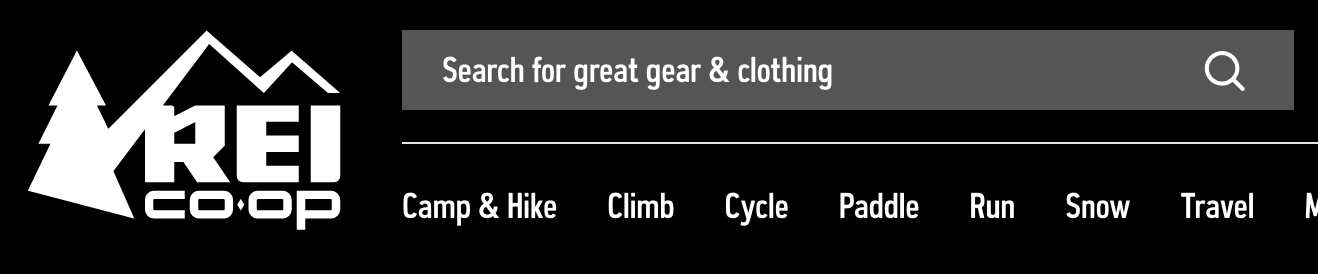 REI
co·op
Search for great gear & clothing
Camp & Hike Climb Cycle Paddle Run Snow Travel